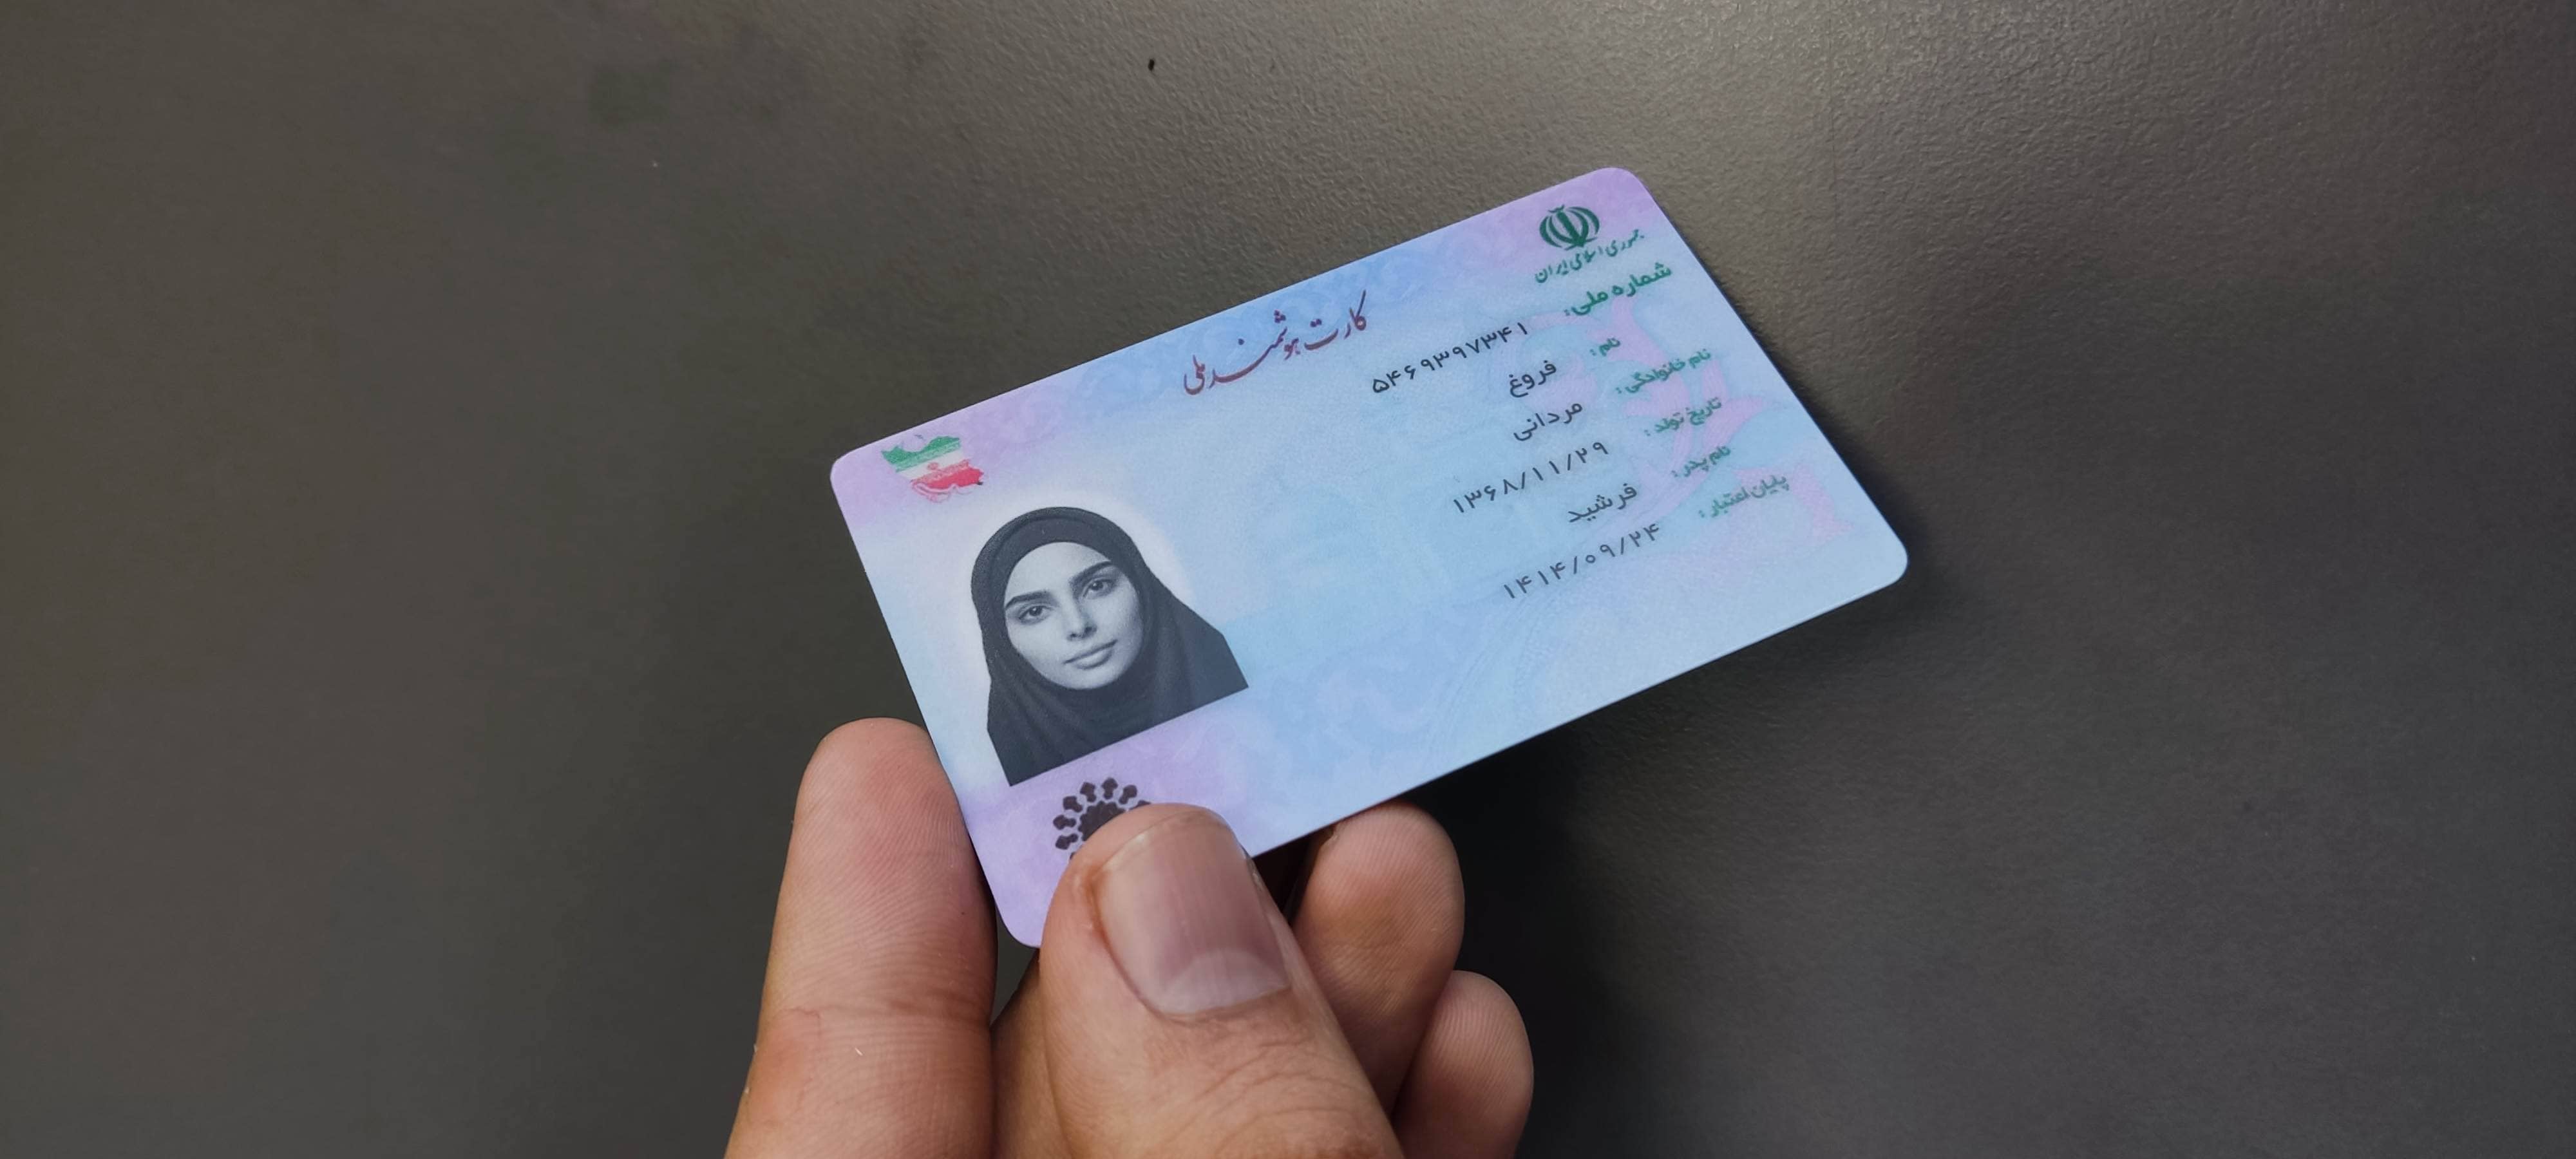 جمهوری اسلامی ایران
کارت هوشمند ملی
شماره ملی: ۵۴۶۹۳۹۷۳۴۱
نام: فروغ
نام خانوادگی: مردانی
تاریخ تولد: ۱۳۶۸/۱۱/۲۹
نام پدر: فرشید
پایان اعتبار: ۱۴۱۴/۰۹/۲۴